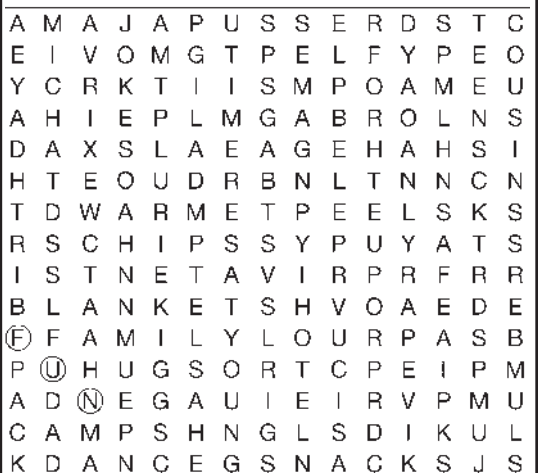 A M A J A P U S S E R D S T C
E I V O M G T P E L F Y P E O
Y C R K T I I S M P O A M E U
A H I E P L M G A B R O L N S
D A X S L A E A G E H A H S I
H T E O U D R B N L T N N C N
T D W A R M E T P E E L S K S
R S C H I P S S Y P U Y A T S
I S T N E T A V I R P R F R R
B L A N K E T S H V O A E D E
F F A M I L Y L O U R P A S B
P U H U G S O R T C P E I P M
A D N E G A U I E I R V P M U
C A M P S H N G L S D I K U L
K D A N C E G S N A C K S J S